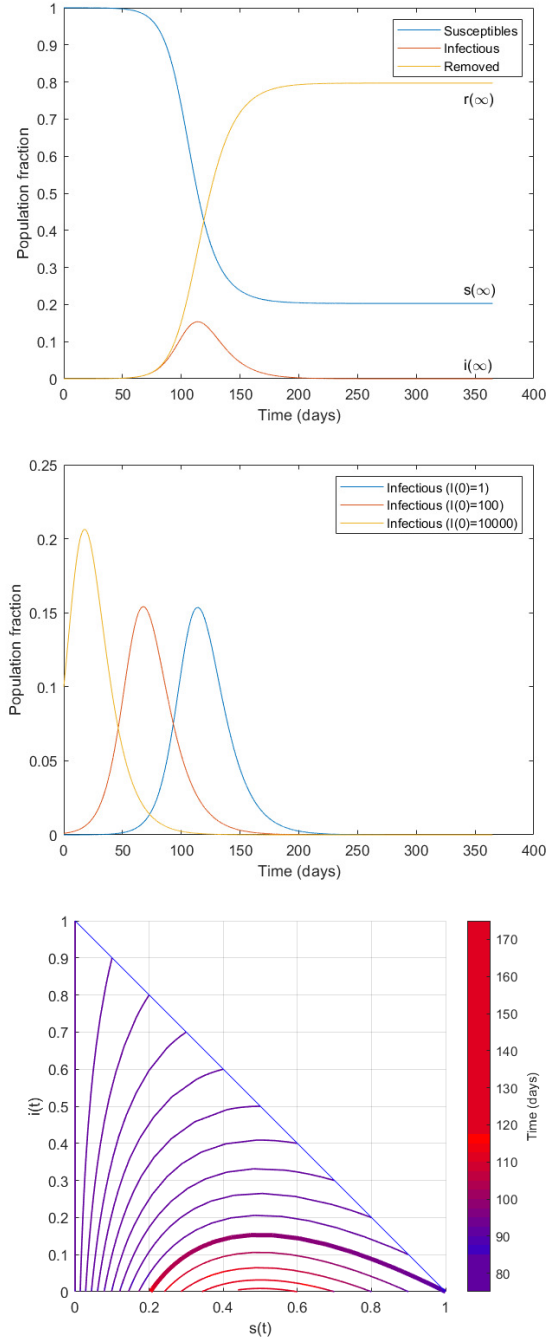 1
0.9
0.8
0.7
0.6
0.5
0.4
0.3
0.2
0.1
0
Population fraction
Susceptibles
Infectious
Removed
r(∞)
s(∞)
i(∞)
0 50 100 150 200 250 300 350 400
Time (days)
0.25
0.2
0.15
0.1
0.05
0
Population fraction
Infectious (I(0)=1)
Infectious (I(0)=100)
Infectious (I(0)=10000)
0 50 100 150 200 250 300 350 400
Time (days)
1
0.9
0.8
0.7
0.6
0.5
0.4
0.3
0.2
0.1
0
i(t)
0 0.2 0.4 0.6 0.8 1
s(t)
170
160
150
140
130
120
110
100
90
80
Time (days)